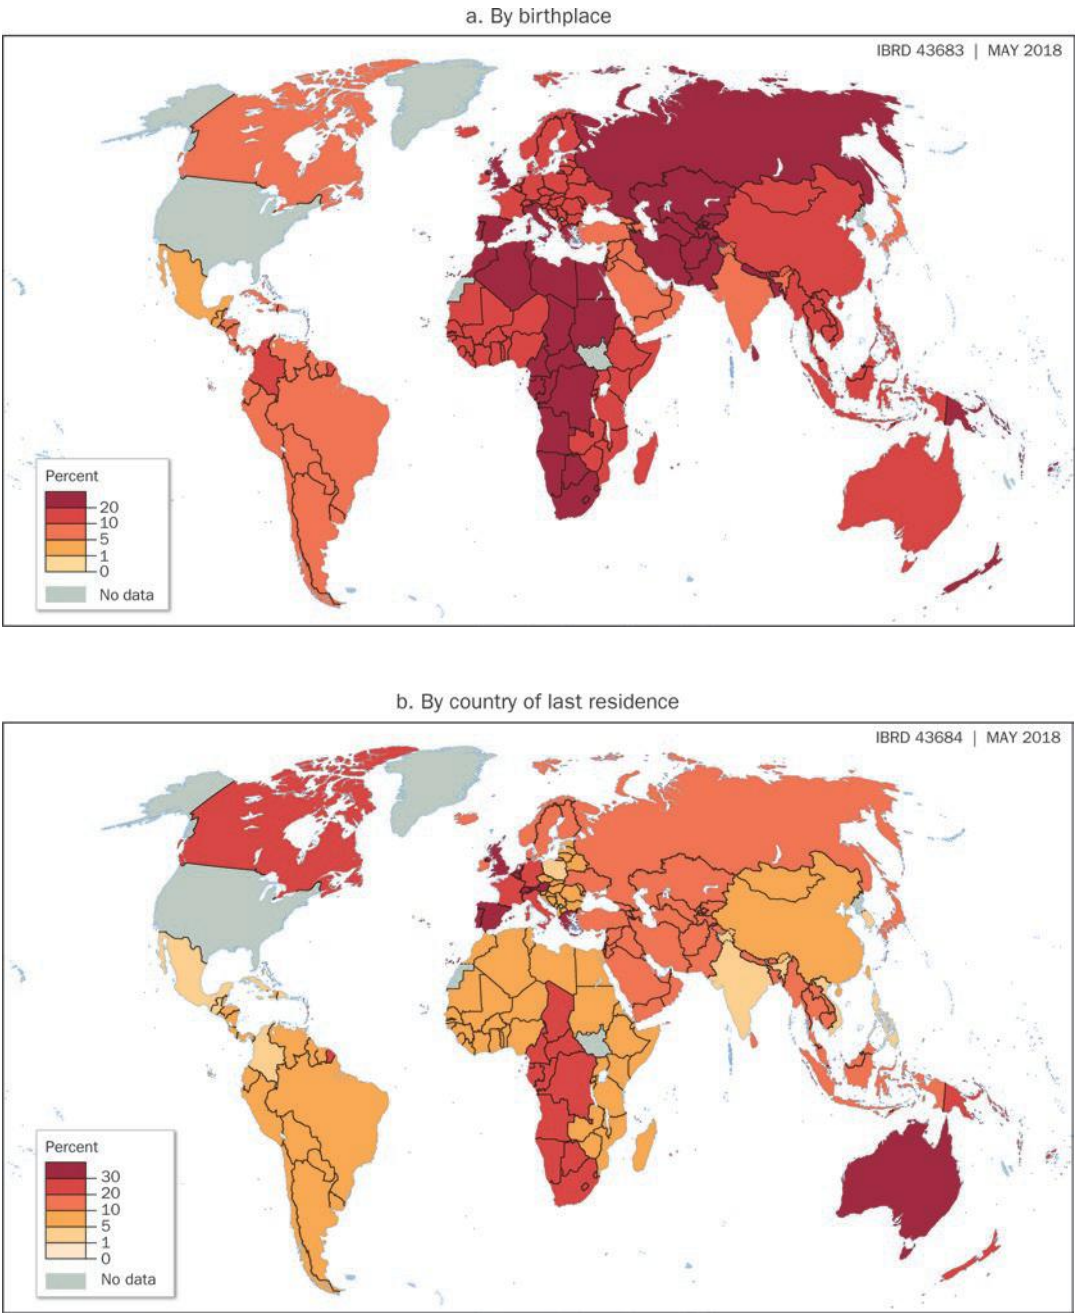 a. By birthplace
IBRD 43683 | MAY 2018
Percent
20
10
5
1
0
No data
b. By country of last residence
IBRD 43684 | MAY 2018
Percent
30
20
10
5
1
0
No data